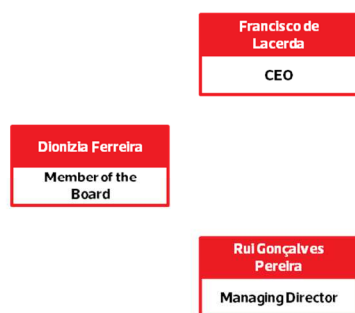 Francisco de
Lacerda
CEO
Dionizia Ferreira
Member of the
Board
Rui Gonçalves
Pereira
Managing Director